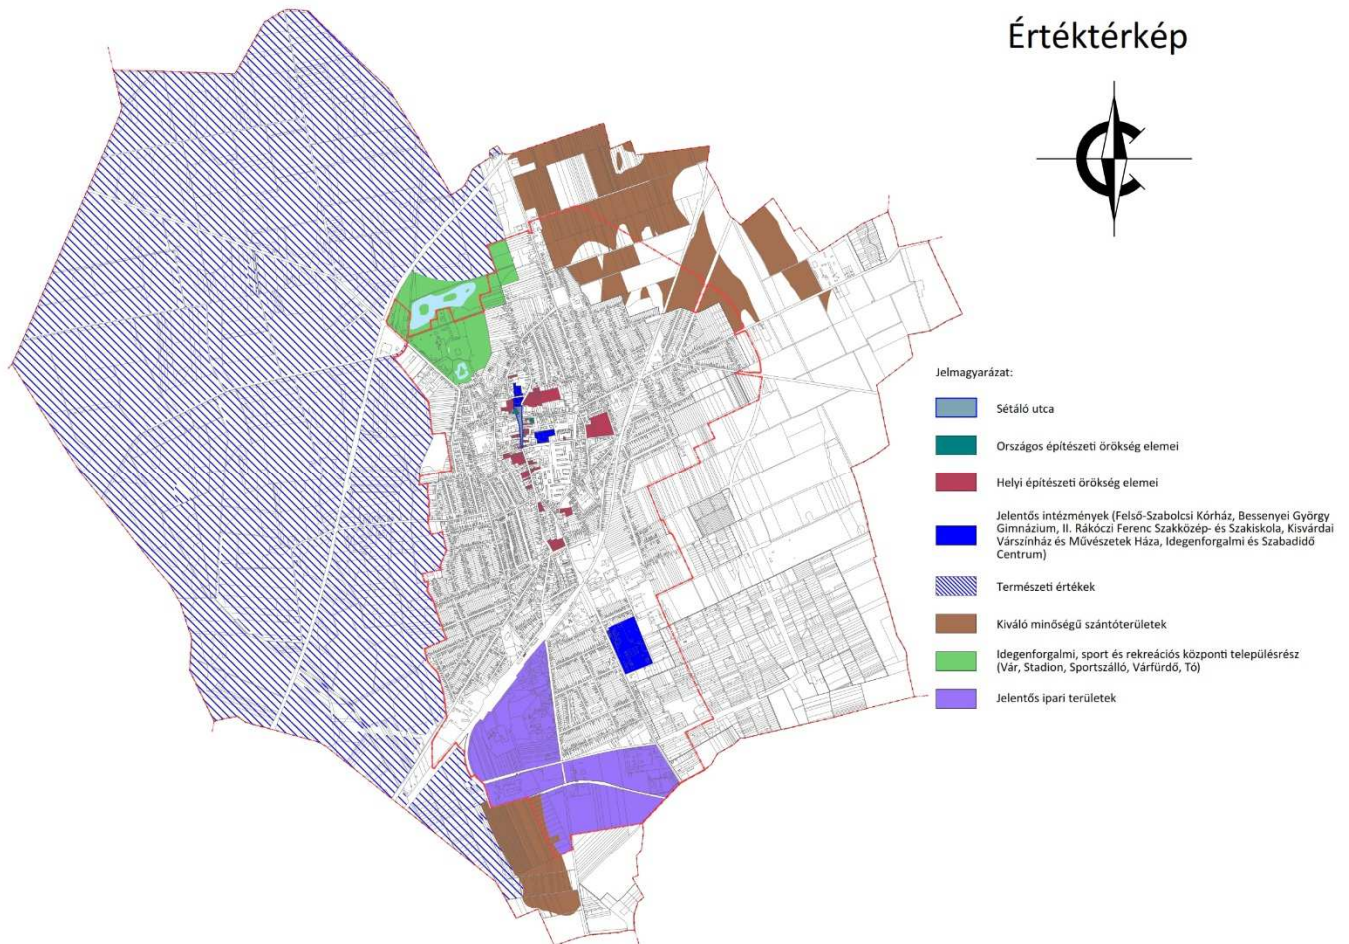 Értéktérkép
Jelmagyarázat:
Sétáló utca
Országos építészeti örökség elemei
Helyi építészeti örökség elemei
Jelentős intézmények (Felső-Szabolcsi Kórház, Bessenyei György
Gimnázium, II. Rákóczi Ferenc Szakközép- és Szakiskola, Kisvárdai
Várszínház és Művészetek Háza, Idegenforgalmi és Szabadidő
Centrum)
Természeti értékek
Kiváló minőségű szántóterületek
Idegenforgalmi, sport és rekreációs központi településrész
(Vár, Stadion, Sportszálló, Várfürdő, Tó)
Jelentős ipari területek